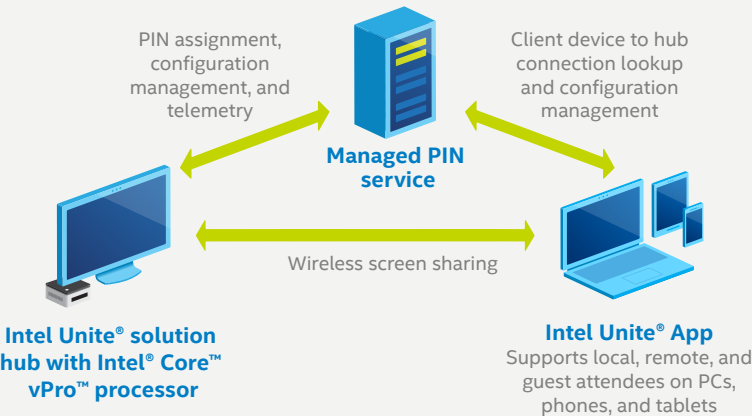 PIN assignment,
configuration
management, and
telemetry
Client device to hub
connection lookup
and configuration
management
Managed PIN
service
Wireless screen sharing
Intel Unite® solution
hub with Intel® Core™
vPro™ processor
Intel Unite® App
Supports local, remote, and
guest attendees on PCs,
phones, and tablets